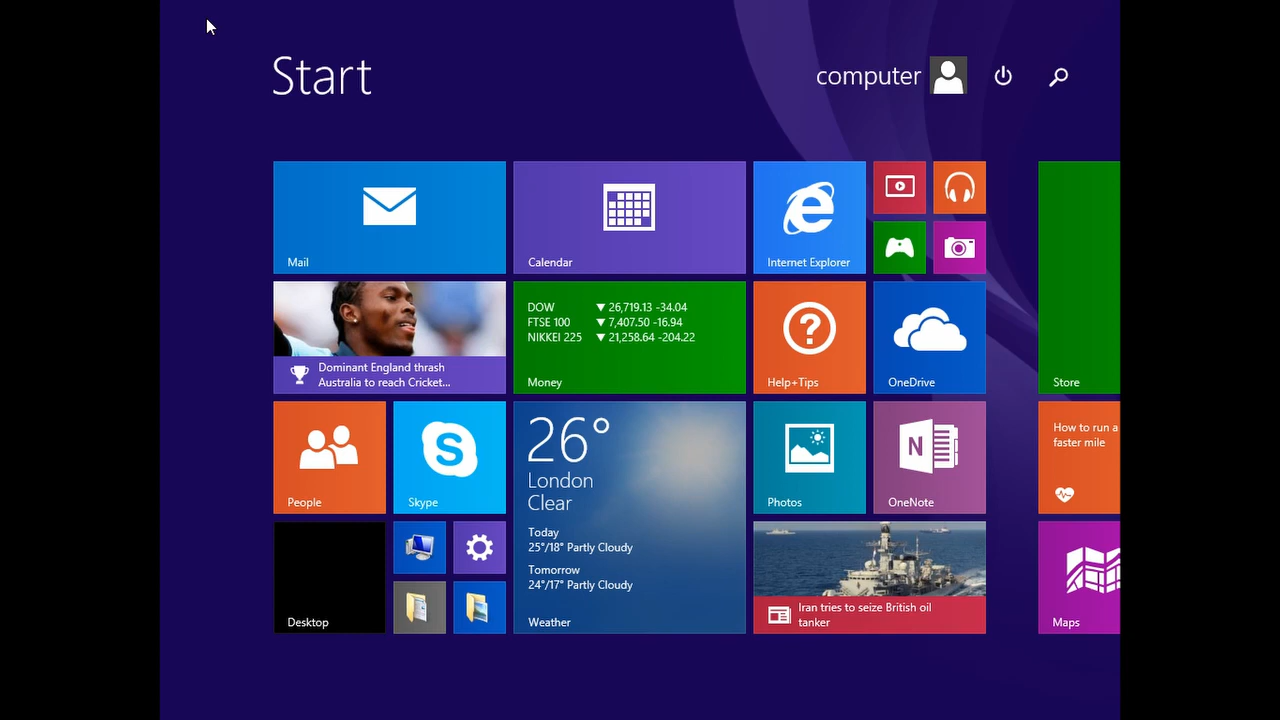 Start
computer
Mail
Calendar
Internet Explorer
Dominant England thrash
Australia to reach Cricket...
DOW ▼ 26,719.13 -34.04
FTSE 100 ▼ 7,407.50 -16.94
NIKKEI 225 ▼ 21,258.64 -204.22
Money
Help+Tips
OneDrive
Store
People
S
Skype
26°
London
Clear
Today
25°/18° Partly Cloudy
Tomorrow
24°/17° Partly Cloudy
Weather
Photos
N
OneNote
How to run a
faster mile
Desktop
Iran tries to seize British oil
tanker
Maps